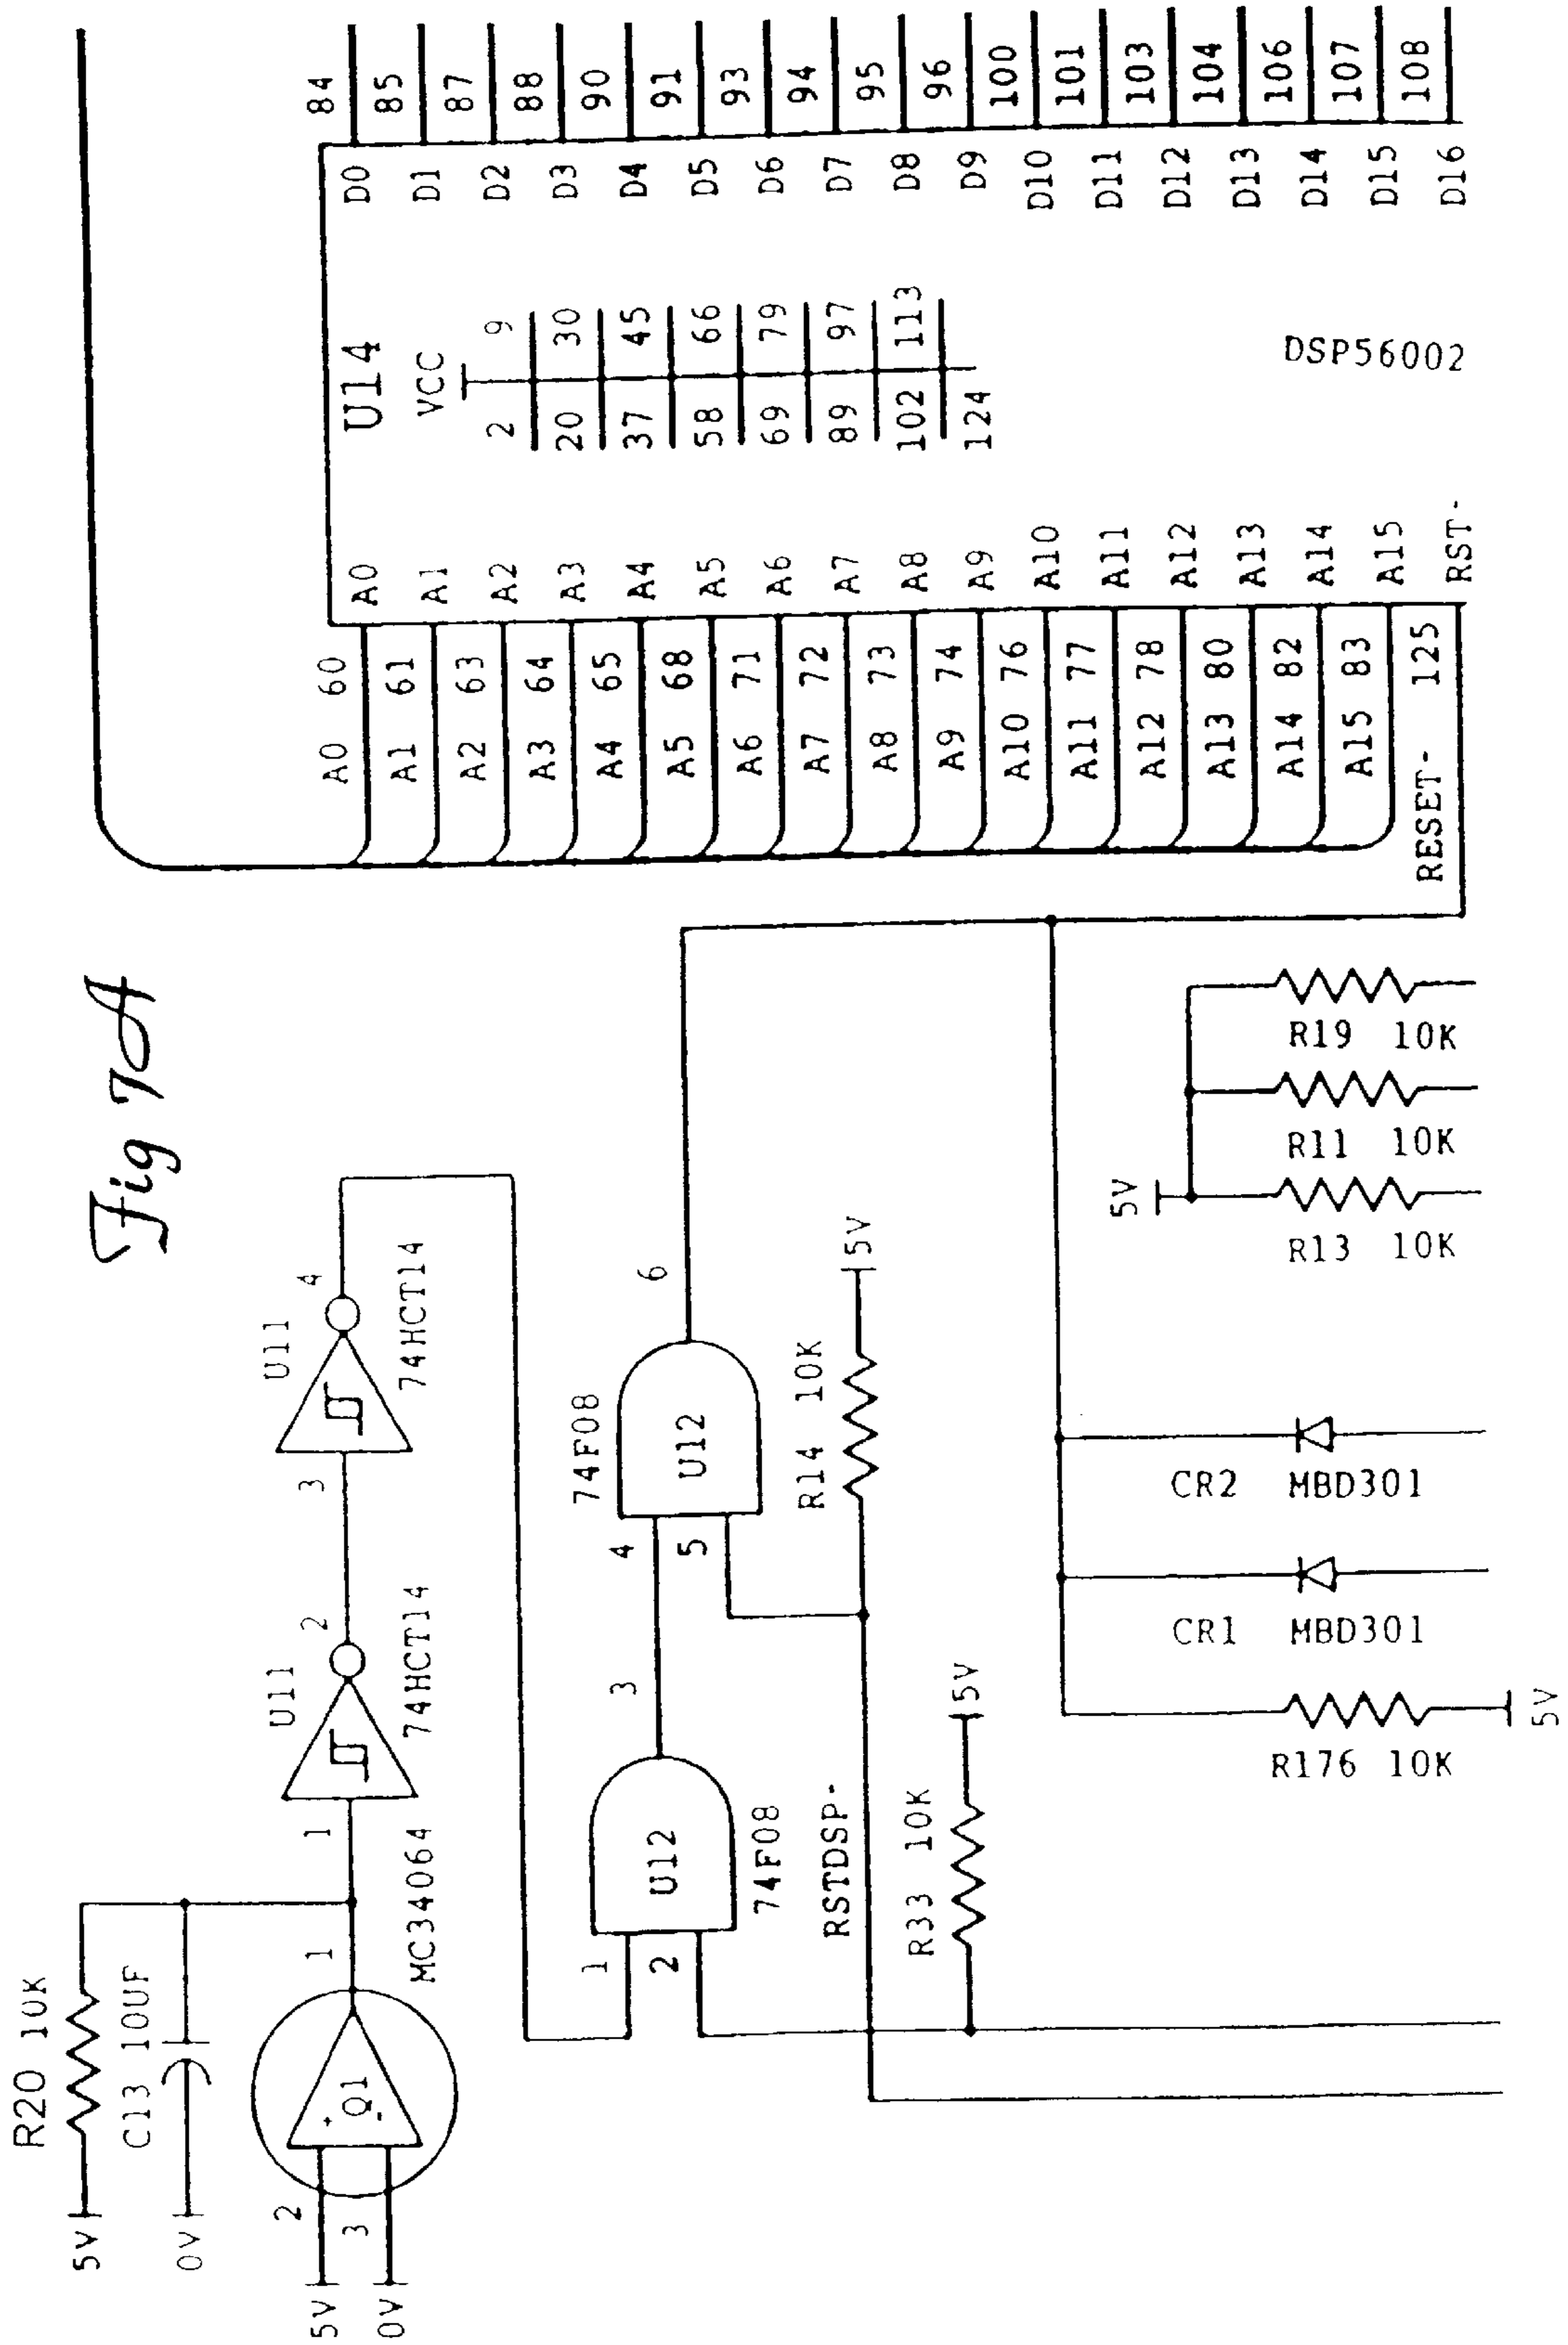 Fig 7A
R20 10K
5V
C13 10UF
0V
5V
0V
2
3
Q1
+
-
1
MC34064
1
U11
2
74HCT14
3
U11
4
74HCT14
1
2
U12
74F08
3
4
5
74F08
U12
6
RSTDSP-
R14 10K
5V
R33 10K
5V
U14
VCC
2 9
20 30
37 45
58 66
69 79
89 97
102 113
124
DSP56002
A0 60 A0
A1 61 A1
A2 63 A2
A3 64 A3
A4 65 A4
A5 68 A5
A6 71 A6
A7 72 A7
A8 73 A8
A9 74 A9
A10 76 A10
A11 77 A11
A12 78 A12
A13 80 A13
A14 82 A14
A15 83 A15
RESET- 125 RST-
D0 84
D1 85
D2 87
D3 88
D4 90
D5 91
D6 93
D7 94
D8 95
D9 96
D10 100
D11 101
D12 103
D13 104
D14 106
D15 107
D16 108
R176 10K
5V
CR1 MBD301
CR2 MBD301
5V
R13 10K
R11 10K
R19 10K